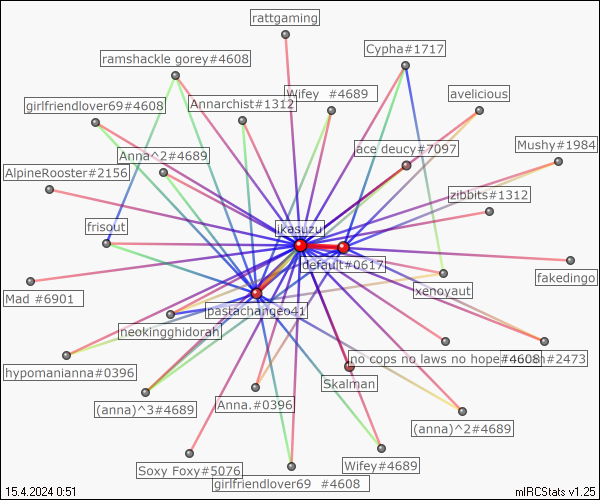 rattgaming
Cypha#1717
ramshackle gorey#4608
Wifey #4689
avelicious
girlfriendlover69#4608
Annarchist#1312
ace deucy#7097
Mushy#1984
Anna^2#4689
AlpineRooster#2156
zibbits#1312
frisout
ikasuzu
default#0617
fakedingo
xenoyaut
Mad #6901
pastachangeo41
neokingghidorah
no cops no laws no hope#4608
#2473
hypomanianna#0396
Skalman
(anna)^3#4689
Anna.#0396
(anna)^2#4689
Soxy Foxy#5076
Wifey#4689
girlfriendlover69 #4608
15.4.2024 0:51
mIRCStats v1.25